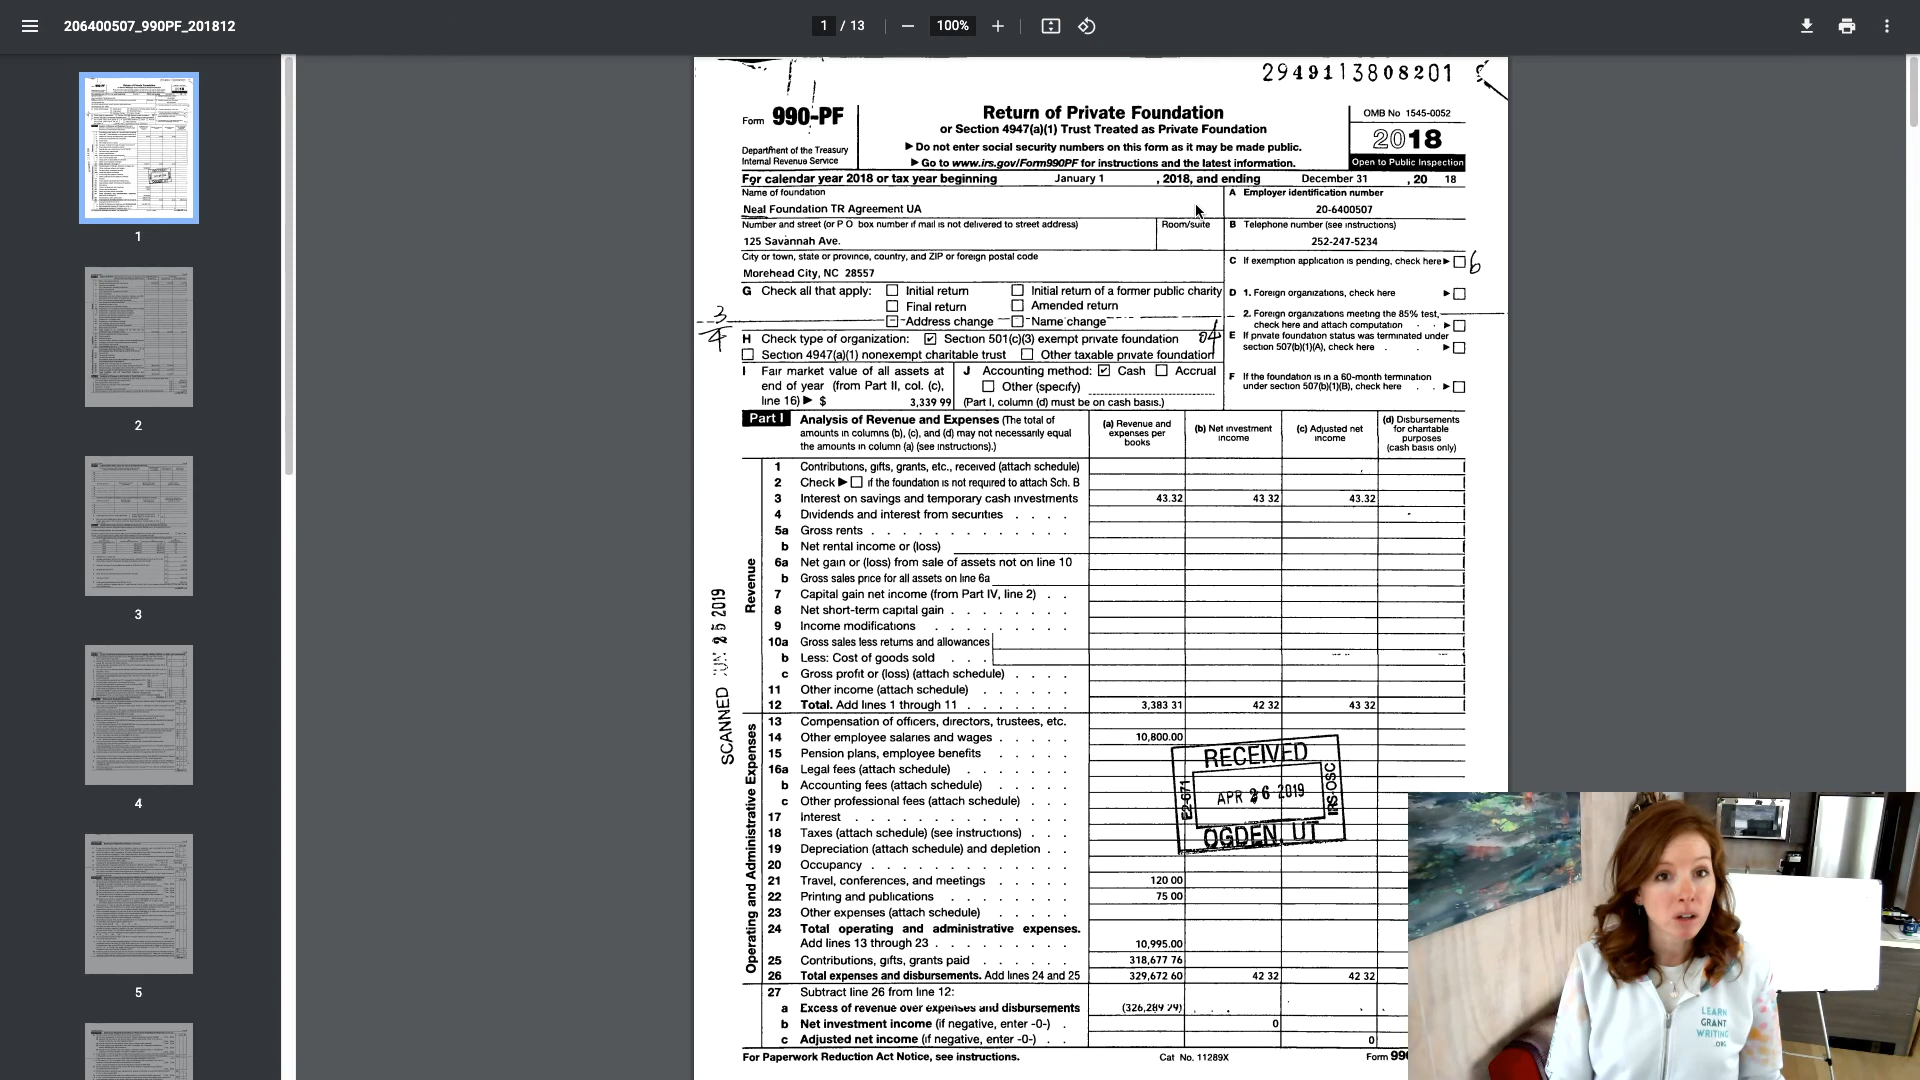 206400507_990PF_201812
1 / 13
100%
1
2
3
4
5
2949113808201
Form 990-PF
Department of the Treasury
Internal Revenue Service
Return of Private Foundation
or Section 4947(a)(1) Trust Treated as Private Foundation
▶ Do not enter social security numbers on this form as it may be made public.
▶ Go to www.irs.gov/Form990PF for instructions and the latest information.
OMB No 1545-0052
2018
Open to Public Inspection
For calendar year 2018 or tax year beginning January 1 , 2018, and ending December 31 , 20 18
Name of foundation
Neal Foundation TR Agreement UA
A Employer identification number
20-6400507
Number and street (or P O box number if mail is not delivered to street address) Room/suite
125 Savannah Ave.
B Telephone number (see instructions)
252-247-5234
City or town, state or province, country, and ZIP or foreign postal code
Morehead City, NC 28557
C If exemption application is pending, check here ▶
6
G Check all that apply: Initial return Initial return of a former public charity
Final return Amended return
Address change Name change
D 1. Foreign organizations, check here ▶
2. Foreign organizations meeting the 85% test, check here and attach computation . . ▶
3
4
H Check type of organization: Section 501(c)(3) exempt private foundation 04
Section 4947(a)(1) nonexempt charitable trust Other taxable private foundation
E If private foundation status was terminated under section 507(b)(1)(A), check here . . ▶
I Fair market value of all assets at
end of year (from Part II, col. (c),
line 16) ▶ $ 3,339 99
J Accounting method: Cash Accrual
Other (specify)
(Part I, column (d) must be on cash basis.)
F If the foundation is in a 60-month termination
under section 507(b)(1)(B), check here . . ▶
Part I Analysis of Revenue and Expenses (The total of
amounts in columns (b), (c), and (d) may not necessarily equal
the amounts in column (a) (see instructions).)
(a) Revenue and expenses per books
(b) Net investment income
(c) Adjusted net income
(d) Disbursements for charitable purposes (cash basis only)
Revenue
1 Contributions, gifts, grants, etc., received (attach schedule)
2 Check ▶ if the foundation is not required to attach Sch. B
3 Interest on savings and temporary cash investments 43.32 43 32 43.32
4 Dividends and interest from securities . . . .
5a Gross rents . . . . . . . . . . . . .
b Net rental income or (loss)
6a Net gain or (loss) from sale of assets not on line 10
b Gross sales price for all assets on line 6a
7 Capital gain net income (from Part IV, line 2) . .
8 Net short-term capital gain . . . . . . . .
9 Income modifications . . . . . . . . .
10a Gross sales less returns and allowances
b Less: Cost of goods sold . . .
c Gross profit or (loss) (attach schedule) . . . .
11 Other income (attach schedule) . . . . . .
12 Total. Add lines 1 through 11 . . . . . . . 3,383 31 42 32 43 32
SCANNED JUN 25 2019
Operating and Administrative Expenses
13 Compensation of officers, directors, trustees, etc.
14 Other employee salaries and wages . . . . . 10,800.00
15 Pension plans, employee benefits . . . . . .
16a Legal fees (attach schedule) . . . . . . .
b Accounting fees (attach schedule) . . . . . .
c Other professional fees (attach schedule) . . .
17 Interest . . . . . . . . . . . . . .
18 Taxes (attach schedule) (see instructions) . . .
19 Depreciation (attach schedule) and depletion . .
20 Occupancy . . . . . . . . . . . . .
21 Travel, conferences, and meetings . . . . . 120 00
22 Printing and publications . . . . . . . . 75 00
23 Other expenses (attach schedule) . . . . . .
24 Total operating and administrative expenses.
Add lines 13 through 23 . . . . . . . . . 10,995.00
25 Contributions, gifts, grants paid . . . . . . 318,677 76
26 Total expenses and disbursements. Add lines 24 and 25 329,672 60 42 32 42 32
RECEIVED
E2-671
APR 26 2019
IRS-OSC
OGDEN, UT
27 Subtract line 26 from line 12:
a Excess of revenue over expenses and disbursements (326,289 29)
b Net investment income (if negative, enter -0-) . 0
c Adjusted net income (if negative, enter -0-) . . 0
For Paperwork Reduction Act Notice, see instructions. Cat No. 11289X Form 990
LEARN
GRANT
WRITING
.ORG